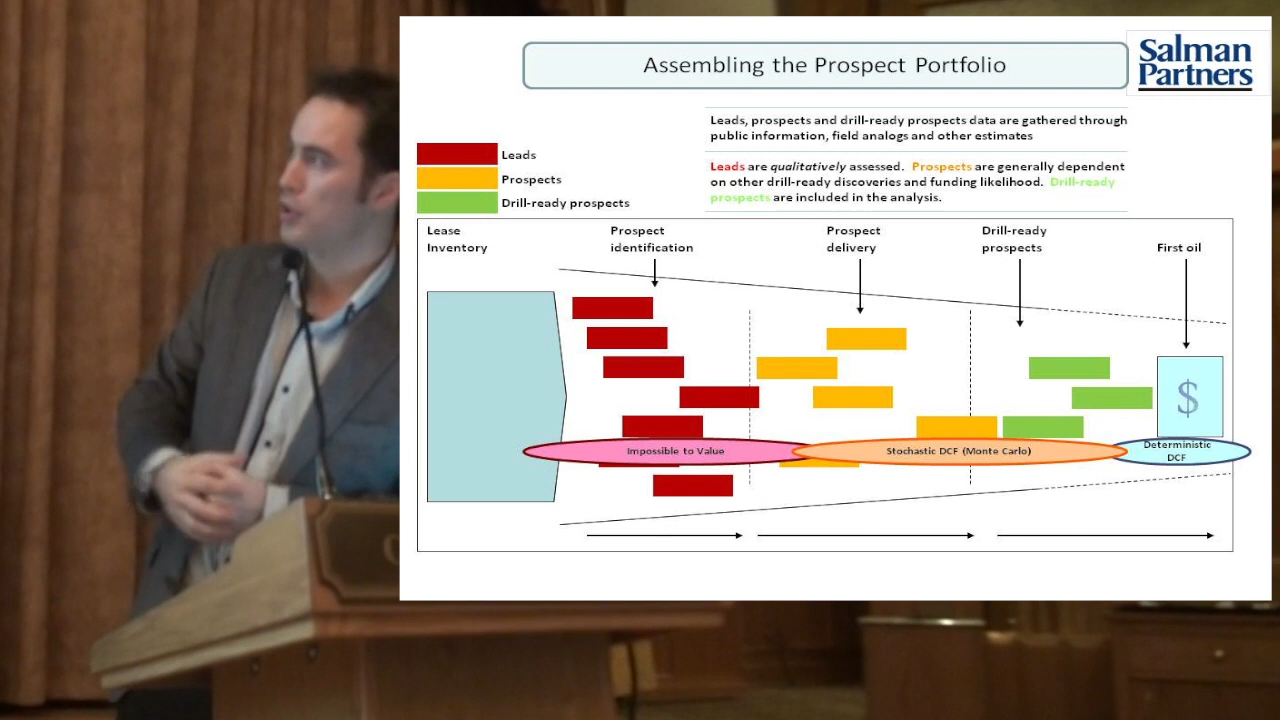 Assembling the Prospect Portfolio
Salman
Partners
Leads, prospects and drill-ready prospects data are gathered through
public information, field analogs and other estimates
Leads are qualitatively assessed. Prospects are generally dependent
on other drill-ready discoveries and funding likelihood. Drill-ready
prospects are included in the analysis.
Leads
Prospects
Drill-ready prospects
Lease
Inventory
Prospect
identification
Prospect
delivery
Drill-ready
prospects
First oil
$
Impossible to Value
Stochastic DCF (Monte Carlo)
Deterministic
DCF